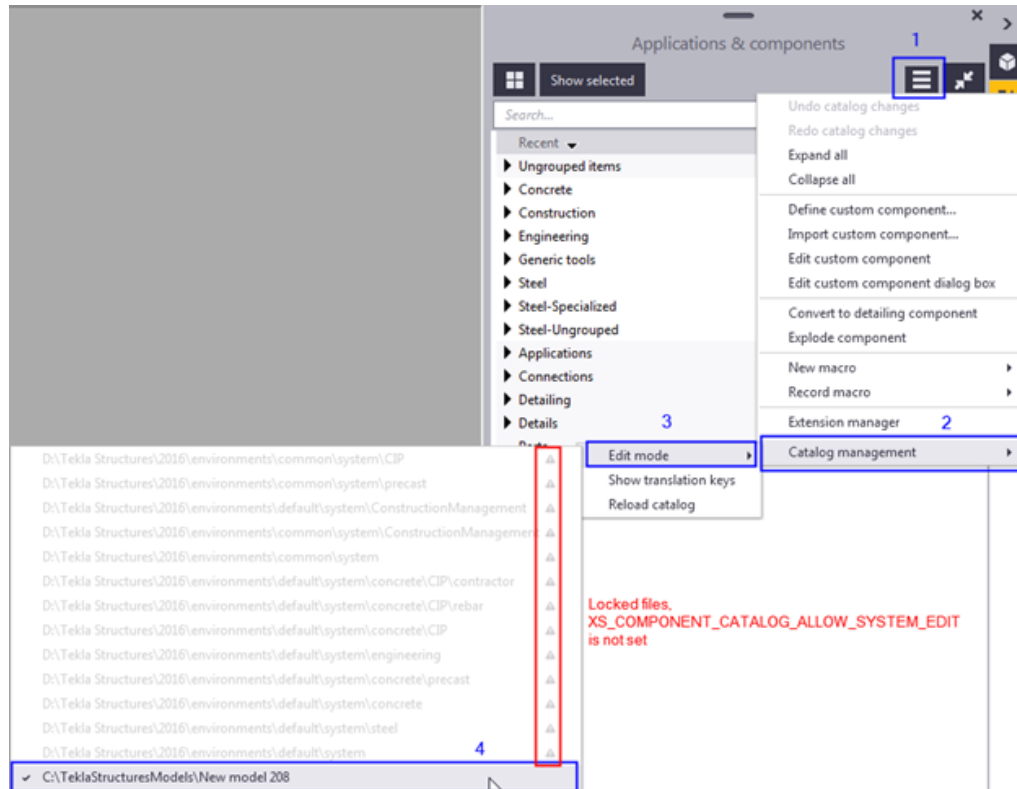 Applications & components
1
Show selected
Search...
Recent
Ungrouped items
Concrete
Construction
Engineering
Generic tools
Steel
Steel-Specialized
Steel-Ungrouped
Applications
Connections
Detailing
Details
Parts
Undo catalog changes
Redo catalog changes
Expand all
Collapse all
Define custom component...
Import custom component...
Edit custom component
Edit custom component dialog box
Convert to detailing component
Explode component
New macro
Record macro
Extension manager
2
Catalog management
3
Edit mode
Show translation keys
Reload catalog
D:\Tekla Structures\2016\environments\common\system\CIP
D:\Tekla Structures\2016\environments\common\system\precast
D:\Tekla Structures\2016\environments\default\system\ConstructionManagement
D:\Tekla Structures\2016\environments\common\system\ConstructionManagement
D:\Tekla Structures\2016\environments\common\system
D:\Tekla Structures\2016\environments\default\system\concrete\CIP\contractor
D:\Tekla Structures\2016\environments\default\system\concrete\CIP\rebar
D:\Tekla Structures\2016\environments\default\system\concrete\CIP
D:\Tekla Structures\2016\environments\default\system\engineering
D:\Tekla Structures\2016\environments\default\system\concrete\precast
D:\Tekla Structures\2016\environments\default\system\concrete
D:\Tekla Structures\2016\environments\default\system\steel
D:\Tekla Structures\2016\environments\default\system
4
C:\TeklaStructuresModels\New model 208
Locked files,
XS_COMPONENT_CATALOG_ALLOW_SYSTEM_EDIT
is not set